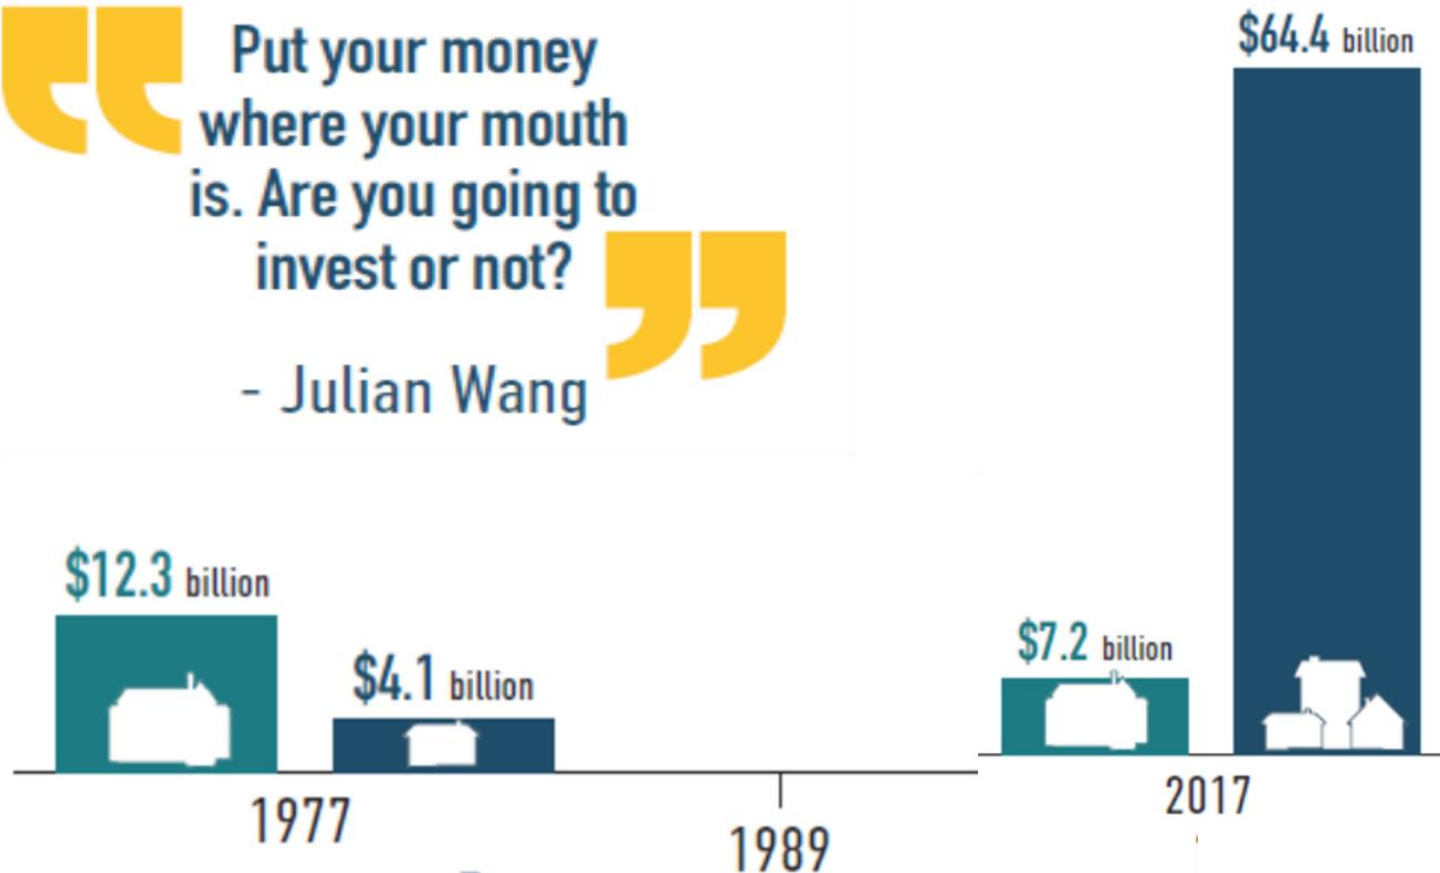 “Put your money
where your mouth
is. Are you going to
invest or not?”
- Julian Wang
$12.3 billion
$4.1 billion
1977
1989
$7.2 billion
$64.4 billion
2017